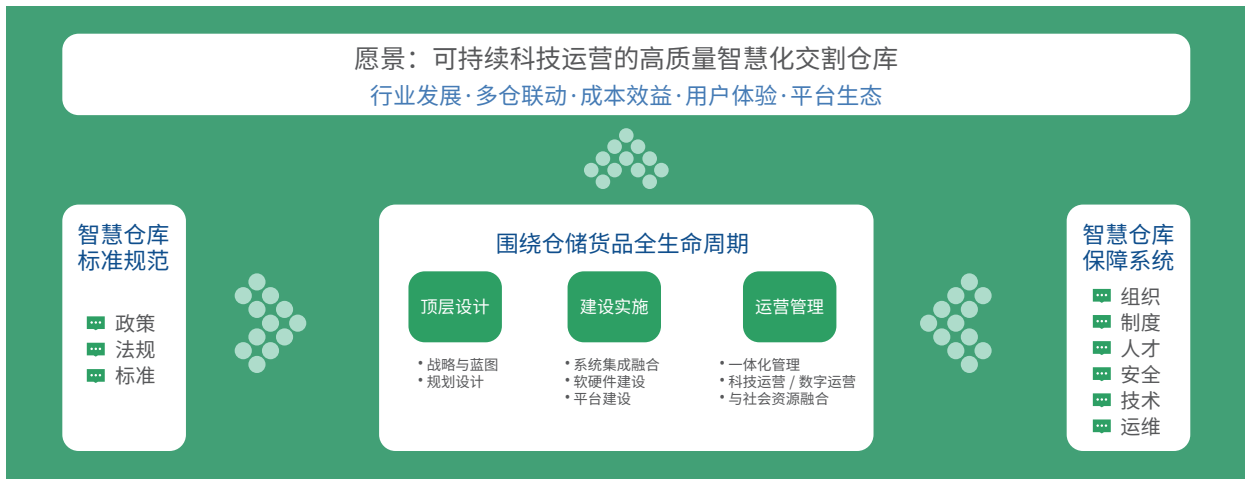 愿景：可持续科技运营的高质量智慧化交割仓库
行业发展·多仓联动·成本效益·用户体验·平台生态
智慧仓库
标准规范
政策
法规
标准
围绕仓储货品全生命周期
顶层设计
•战略与蓝图
•规划设计
建设实施
•系统集成融合
•软硬件建设
•平台建设
运营管理
•一体化管理
•科技运营 / 数字运营
•与社会资源融合
智慧仓库
保障系统
组织
制度
人才
安全
技术
运维